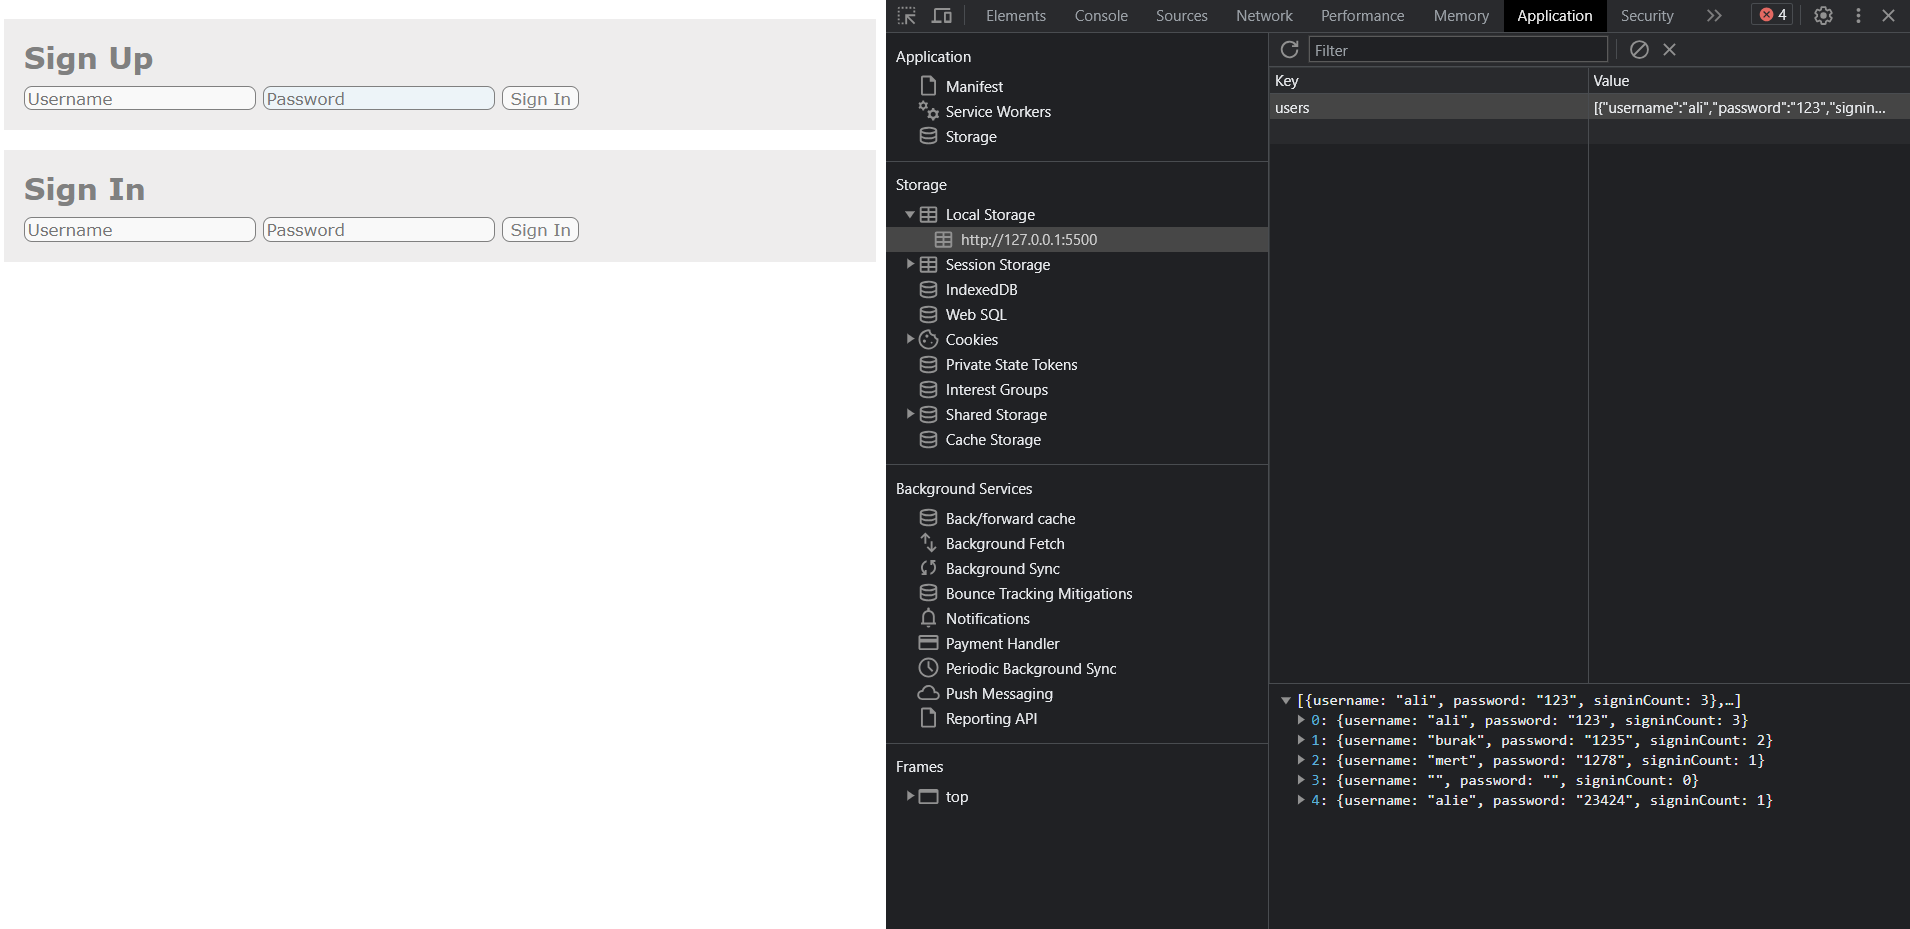 Sign Up
Username Password Sign In
Sign In
Username Password Sign In
Elements Console Sources Network Performance Memory Application Security 4
Application
Manifest
Service Workers
Storage
Storage
Local Storage
http://127.0.0.1:5500
Session Storage
IndexedDB
Web SQL
Cookies
Private State Tokens
Interest Groups
Shared Storage
Cache Storage
Background Services
Back/forward cache
Background Fetch
Background Sync
Bounce Tracking Mitigations
Notifications
Payment Handler
Periodic Background Sync
Push Messaging
Reporting API
Frames
top
Filter
Key Value
users [{"username":"ali","password":"123","signin...
[{username: "ali", password: "123", signinCount: 3},…]
0: {username: "ali", password: "123", signinCount: 3}
1: {username: "burak", password: "1235", signinCount: 2}
2: {username: "mert", password: "1278", signinCount: 1}
3: {username: "", password: "", signinCount: 0}
4: {username: "alie", password: "23424", signinCount: 1}